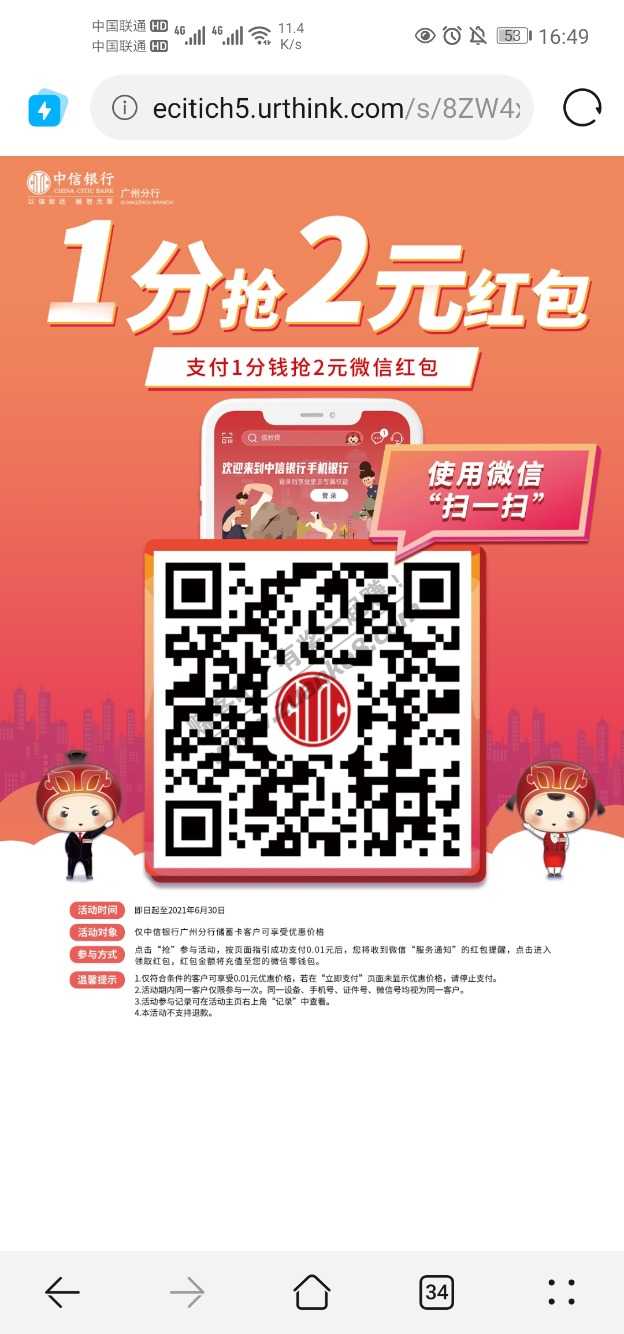 中国联通 HD 4G 4G 11.4 K/s 53 16:49
中国联通 HD
ecitich5.urthink.com/s/8ZW4
中信银行
CHINA CITIC BANK
广州分行
GUANGZHOU BRANCH
1分抢2元红包
支付1分钱抢2元微信红包
欢迎来到中信银行手机银行
登录
使用微信
“扫一扫”
活动时间 即日起至2021年6月30日
活动对象 仅中信银行广州分行储蓄卡客户可享受优惠价格
参与方式 点击“抢”参与活动，按页面指引成功支付0.01元后，您将收到微信“服务通知”的红包提醒，点击进入
领取红包，红包金额将充值至您的微信零钱包。
温馨提示 1.仅符合条件的客户可享受0.01元优惠价格，若在“立即支付”页面未显示优惠价格，请停止支付。
2.活动期内同一客户仅限参与一次。同一设备、手机号、证件号、微信号均视为同一客户。
3.活动参与记录可在活动主页右上角“记录”中查看。
4.本活动不支持退款。
34